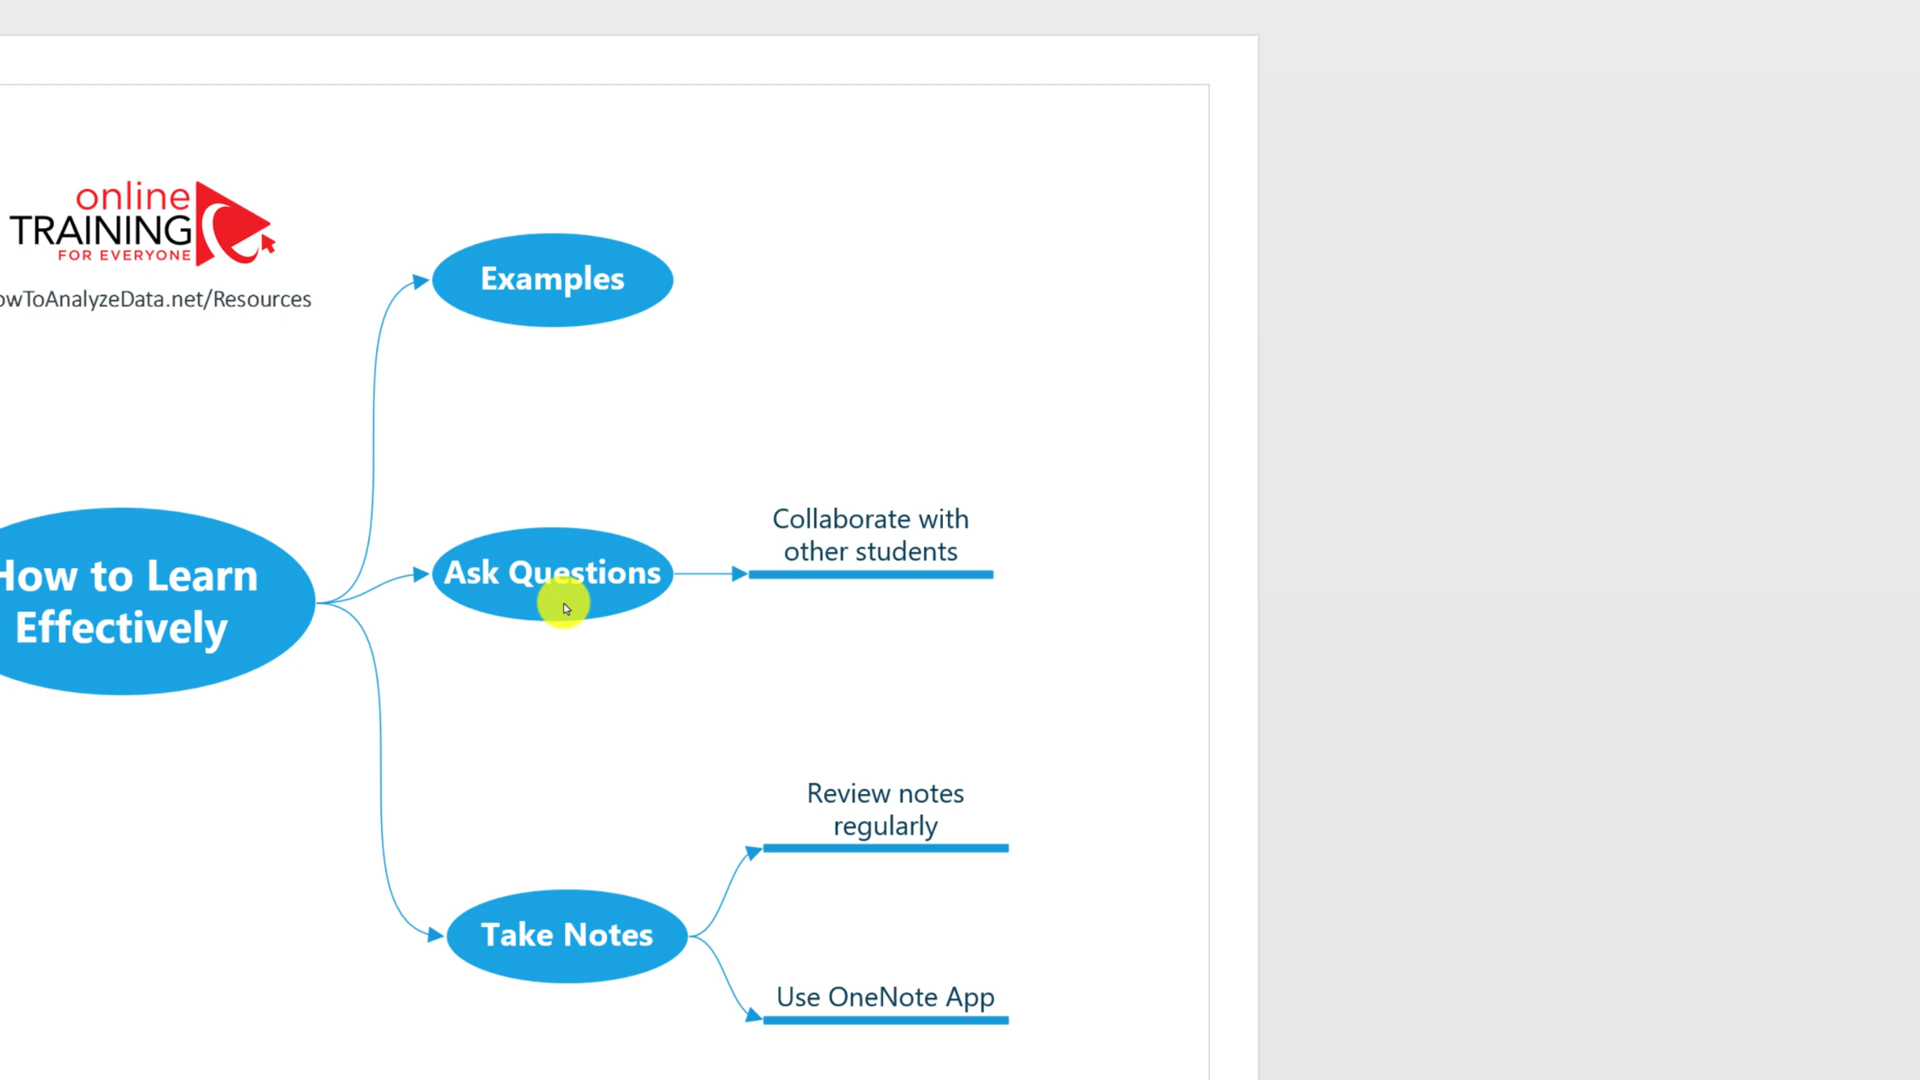 online
TRAINING
FOR EVERYONE
owToAnalyzeData.net/Resources
Examples
How to Learn
Effectively
Ask Questions
Collaborate with
other students
Take Notes
Review notes
regularly
Use OneNote App